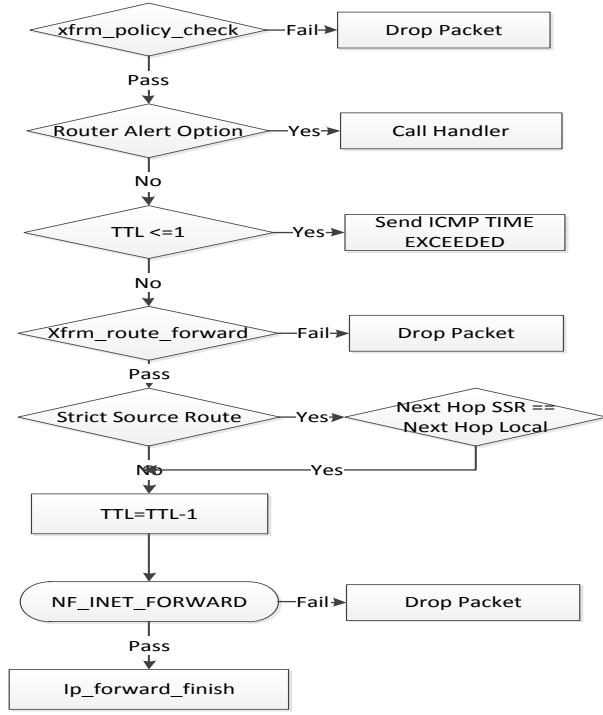 xfrm_policy_check
Fail
Drop Packet
Pass
Router Alert Option
Yes
Call Handler
No
TTL <=1
Yes
Send ICMP TIME
EXCEEDED
No
Xfrm_route_forward
Fail
Drop Packet
Pass
Strict Source Route
Yes
Next Hop SSR ==
Next Hop Local
No
Yes
TTL=TTL-1
NF_INET_FORWARD
Fail
Drop Packet
Pass
Ip_forward_finish